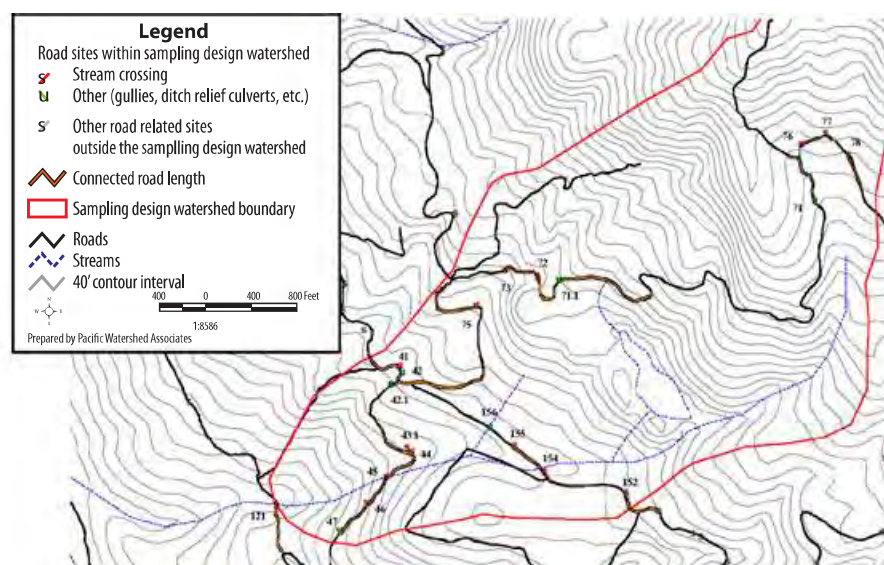 Legend
Road sites within sampling design watershed
Stream crossing
Other (gullies, ditch relief culverts, etc.)
Other road related sites
outside the samplling design watershed
Connected road length
Sampling design watershed boundary
Roads
Streams
40' contour interval
400 0 400 800 Feet
1:8586
N
W E
S
Prepared by Pacific Watershed Associates
77
76
78
72
73
71.1
75
41
42
42.1
156
155
43.1
44
154
45
152
46
121
47